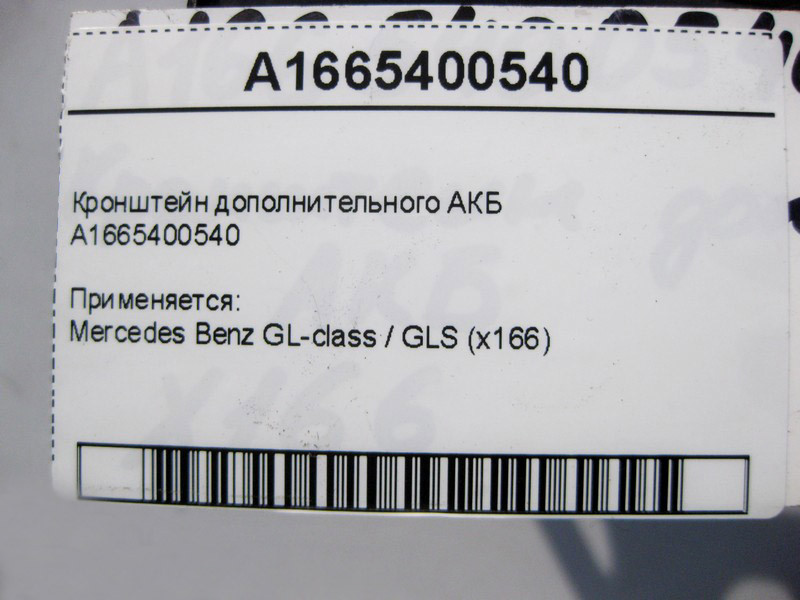 A1665400540
Кронштейн дополнительного АКБ
A1665400540
Применяется:
Mercedes Benz GL-class / GLS (x166)